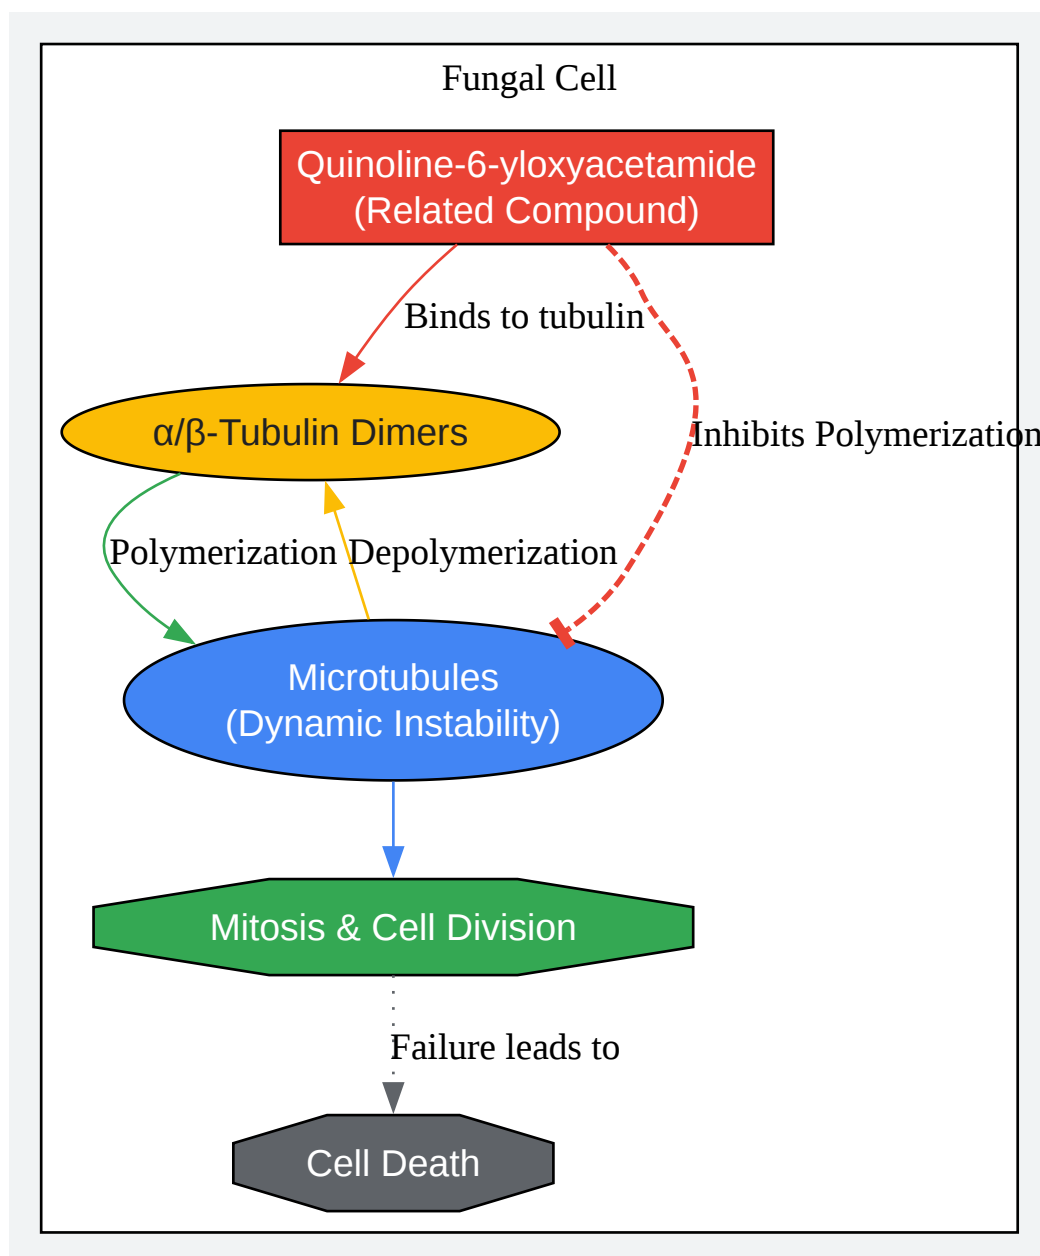 Fungal Cell
Quinoline-6-yloxyacetamide
(Related Compound)
Binds to tubulin
α/β-Tubulin Dimers
Inhibits Polymerization
Polymerization
Depolymerization
Microtubules
(Dynamic Instability)
Mitosis & Cell Division
Failure leads to
Cell Death